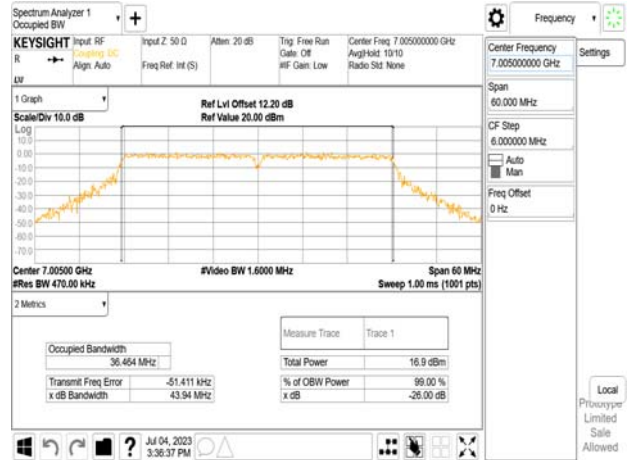 Spectrum Analyzer 1
Occupied BW
Frequency
KEYSIGHT
Input: RF
Coupling: DC
Align: Auto
Input Z: 50 Ω
Freq Ref: Int (S)
Atten: 20 dB
Trig: Free Run
Gate: Off
#IF Gain: Low
Center Freq: 7.005000000 GHz
Avg|Hold: 10/10
Radio Std: None
R
LXI
Center Frequency
7.005000000 GHz
Settings
Span
60.000 MHz
CF Step
6.000000 MHz
Auto
Man
Freq Offset
0 Hz
1 Graph
Scale/Div 10.0 dB
Ref Lvl Offset 12.20 dB
Ref Value 20.00 dBm
Log
10.0
0.00
-10.0
-20.0
-30.0
-40.0
-50.0
-60.0
-70.0
Center 7.00500 GHz
#Video BW 1.6000 MHz
Span 60 MHz
#Res BW 470.00 kHz
Sweep 1.00 ms (1001 pts)
2 Metrics
Measure Trace
Trace 1
Occupied Bandwidth
36.464 MHz
Total Power
16.9 dBm
Transmit Freq Error
-51.411 kHz
% of OBW Power
99.00 %
x dB Bandwidth
43.94 MHz
x dB
-26.00 dB
Local
Prototype
Limited
Sale
Allowed
?
Jul 04, 2023
3:36:37 PM